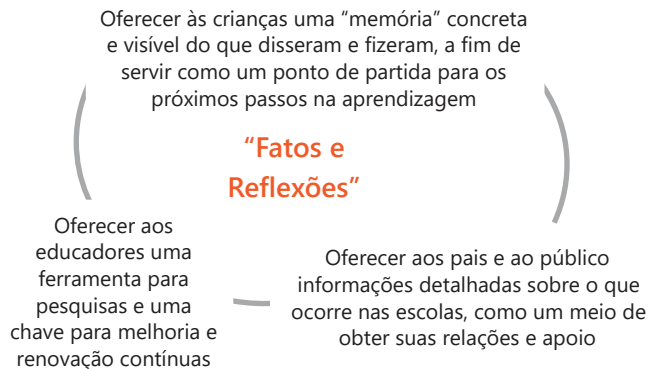 Oferecer às crianças uma “memória” concreta
e visível do que disseram e fizeram, a fim de
servir como um ponto de partida para os
próximos passos na aprendizagem
“Fatos e
Reflexões”
Oferecer aos
educadores uma
ferramenta para
pesquisas e uma
chave para melhoria e
renovação contínuas
Oferecer aos pais e ao público
informações detalhadas sobre o que
ocorre nas escolas, como um meio de
obter suas relações e apoio